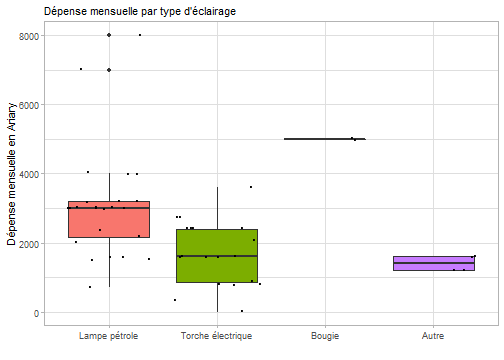 Dépense mensuelle par type d'éclairage
Dépense mensuelle en Ariary
8000
6000
4000
2000
0
Lampe pétrole
Torche électrique
Bougie
Autre